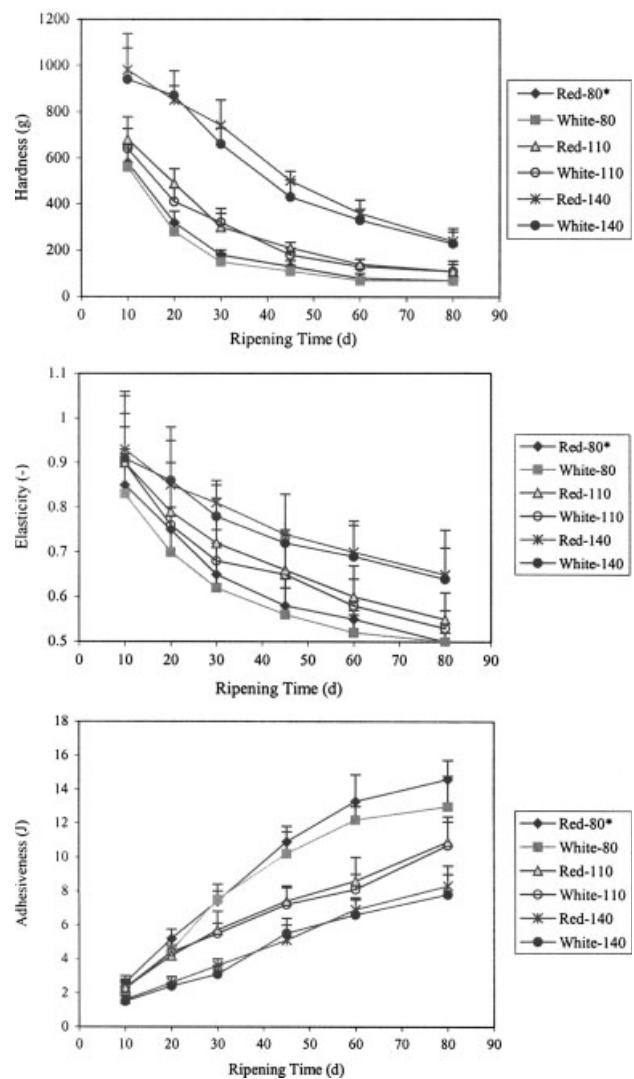 1200
1000
800
600
400
200
0
Hardness (g)
0 10 20 30 40 50 60 70 80 90
Ripening Time (d)
Red-80*
White-80
Red-110
White-110
Red-140
White-140
1.1
1
0.9
0.8
0.7
0.6
0.5
Elasticity (-)
0 10 20 30 40 50 60 70 80 90
Ripening Time (d)
Red-80*
White-80
Red-110
White-110
Red-140
White-140
18
16
14
12
10
8
6
4
2
0
Adhesiveness (J)
0 10 20 30 40 50 60 70 80 90
Ripening Time (d)
Red-80*
White-80
Red-110
White-110
Red-140
White-140